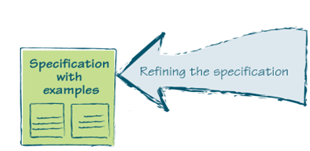 Specification
with
examples
Refining the specification